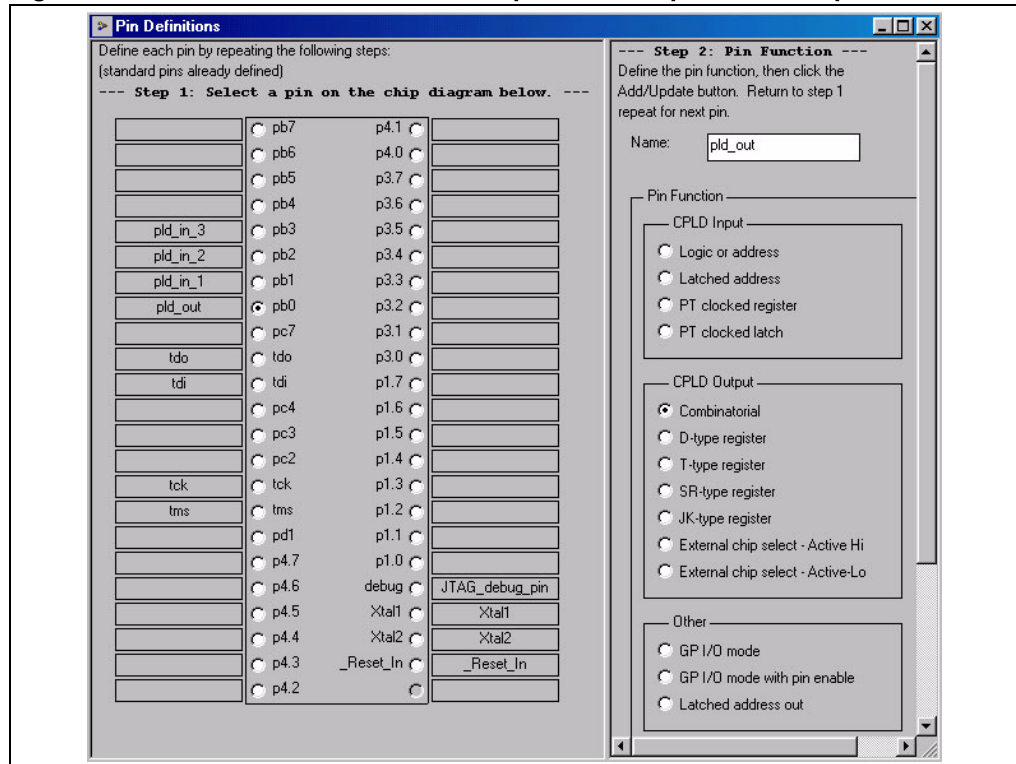 Pin Definitions
Define each pin by repeating the following steps:
(standard pins already defined)
--- Step 1: Select a pin on the chip diagram below. ---
pb7 p4.1
pb6 p4.0
pb5 p3.7
pb4 p3.6
pld_in_3 pb3 p3.5
pld_in_2 pb2 p3.4
pld_in_1 pb1 p3.3
pld_out pb0 p3.2
pc7 p3.1
tdo tdo p3.0
tdi tdi p1.7
pc4 p1.6
pc3 p1.5
pc2 p1.4
tck tck p1.3
tms tms p1.2
pd1 p1.1
p4.7 p1.0
p4.6 debug JTAG_debug_pin
p4.5 Xtal1 Xtal1
p4.4 Xtal2 Xtal2
p4.3 _Reset_In _Reset_In
p4.2
--- Step 2: Pin Function ---
Define the pin function, then click the
Add/Update button. Return to step 1
repeat for next pin.
Name: pld_out
Pin Function
CPLD Input
Logic or address
Latched address
PT clocked register
PT clocked latch
CPLD Output
Combinatorial
D-type register
T-type register
SR-type register
JK-type register
External chip select - Active Hi
External chip select - Active-Lo
Other
GP I/O mode
GP I/O mode with pin enable
Latched address out